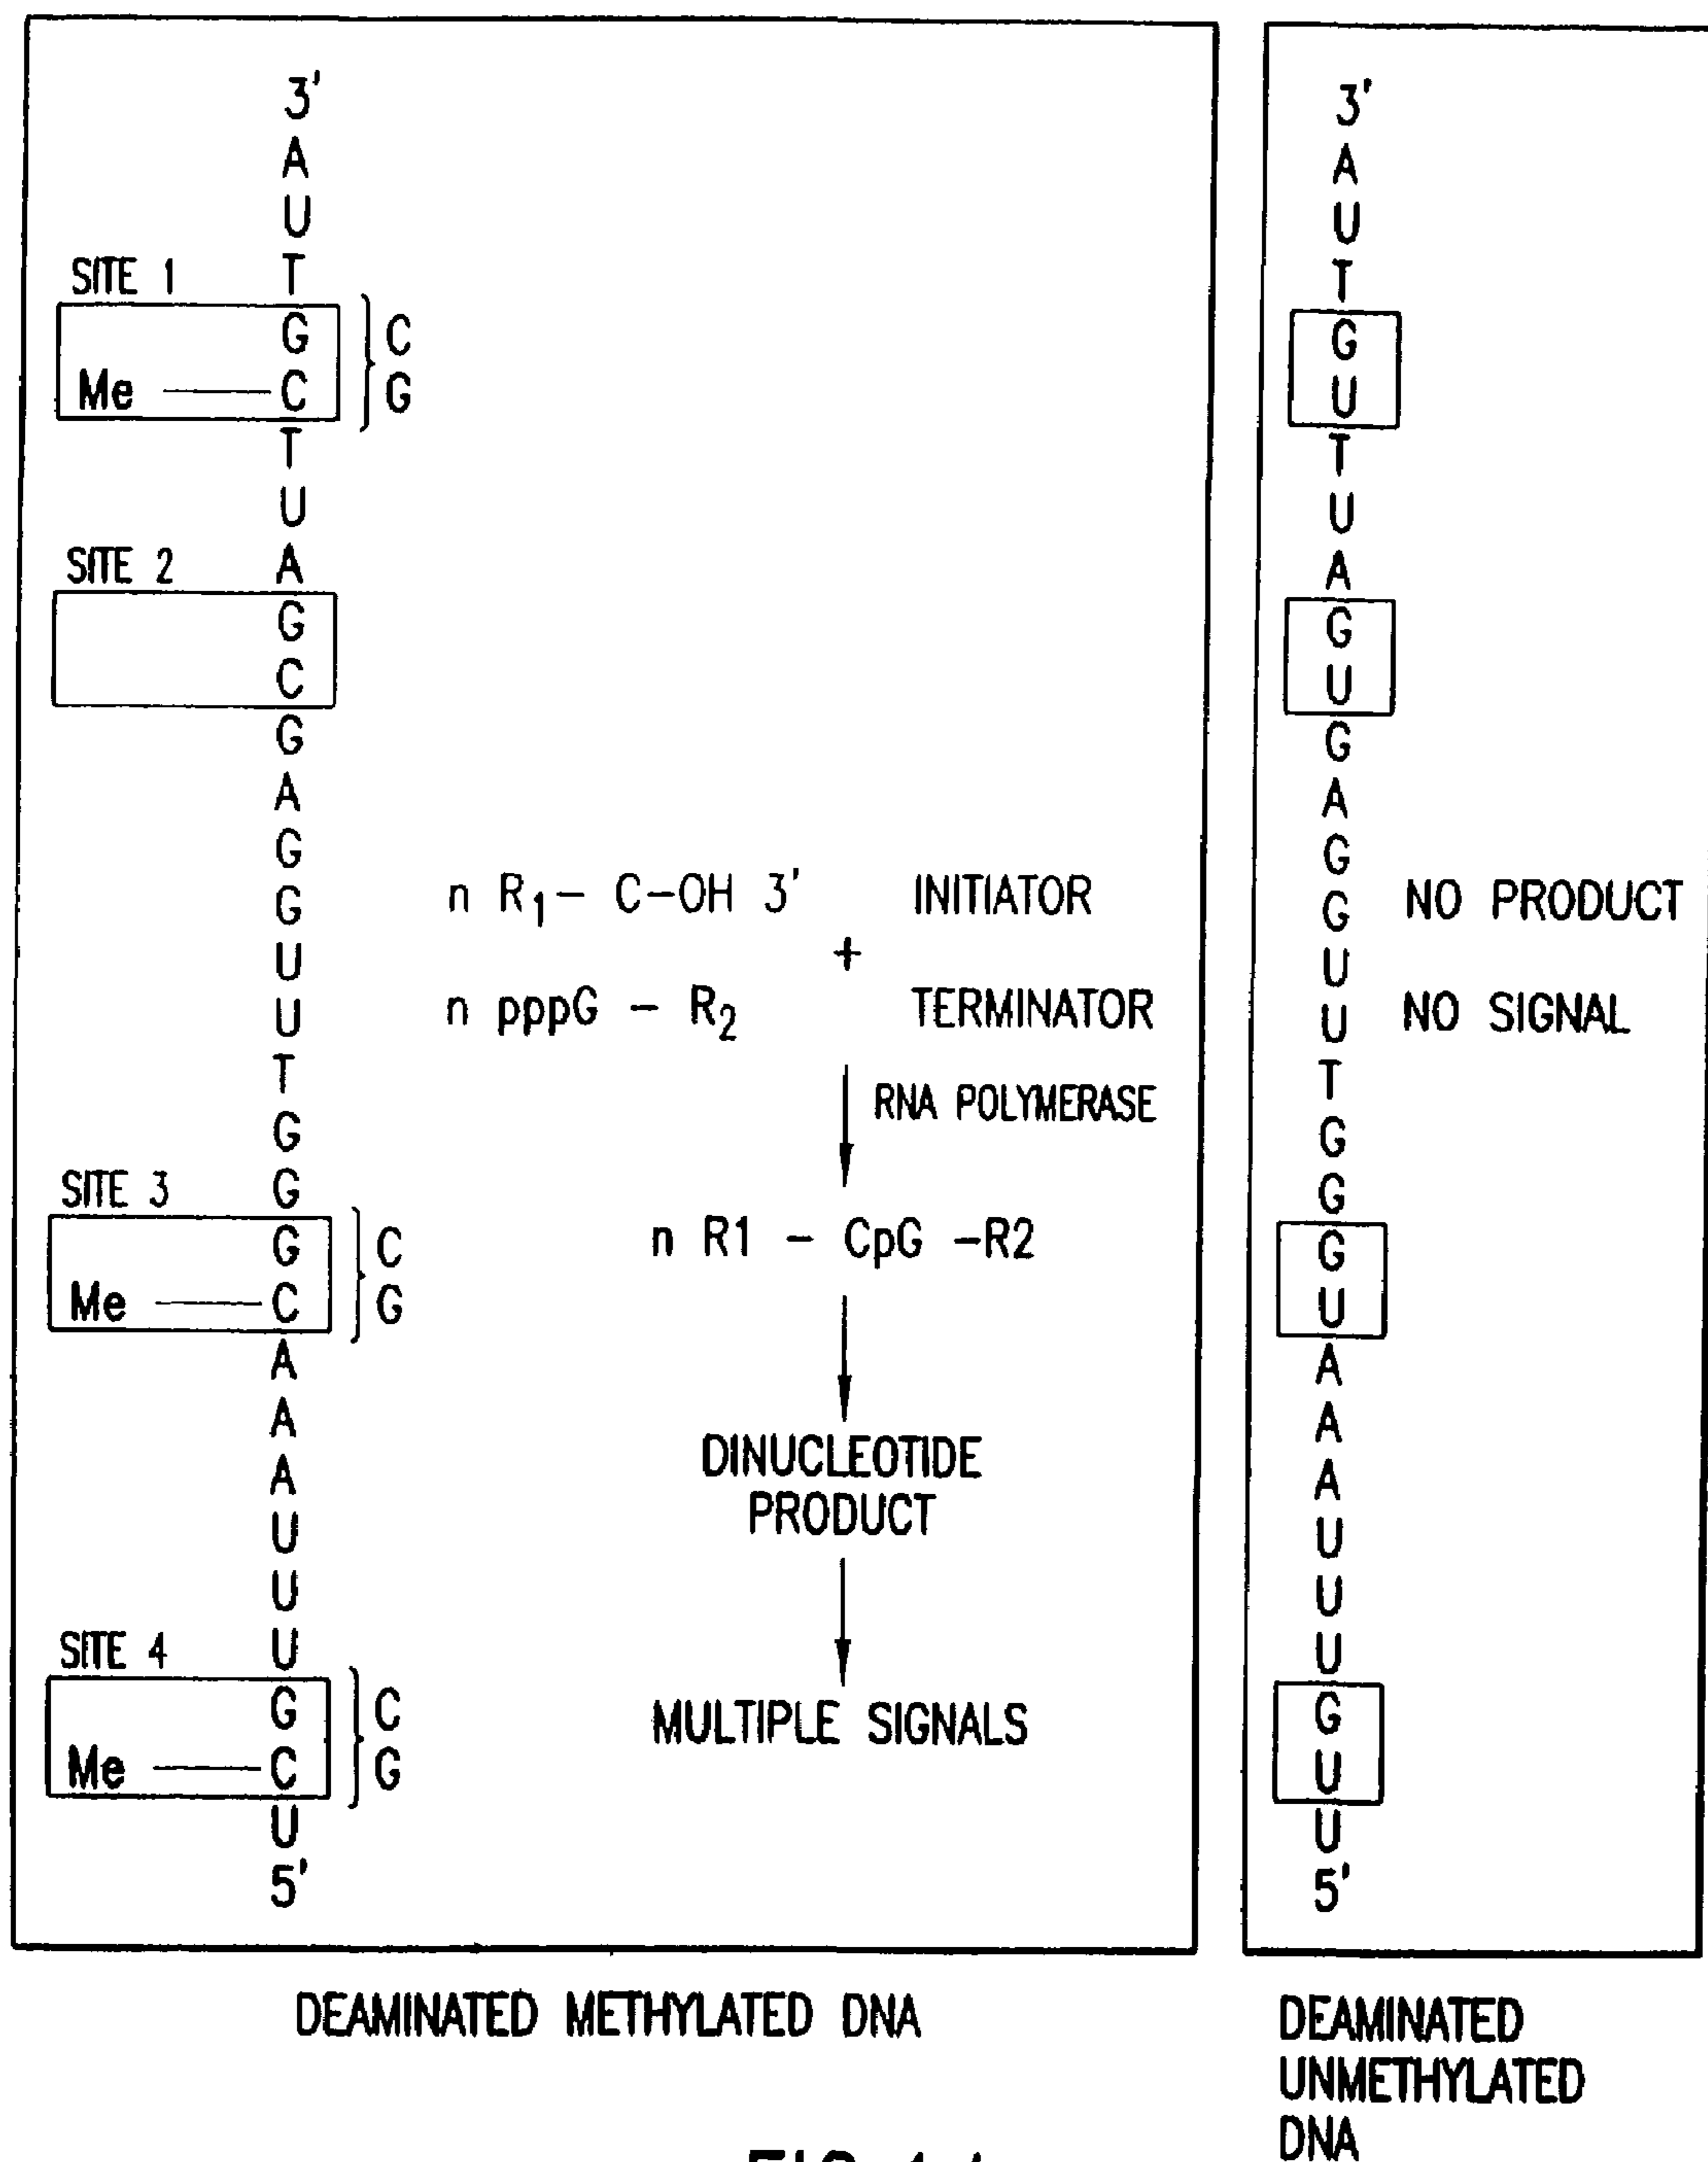 3'
A
U
SITE 1 T
G C
Me C G
T
U
SITE 2 A
G
C
G
A
G
G
U
U
T
G
SITE 3 G
G C
Me C G
A
A
A
U
U
SITE 4 U
G C
Me C G
U
5'
n R1- C-OH 3' INITIATOR
+
n pppG - R2 TERMINATOR
RNA POLYMERASE
n R1 - CpG -R2
DINUCLEOTIDE
PRODUCT
MULTIPLE SIGNALS
DEAMINATED METHYLATED DNA
3'
A
U
T
G
U
T
U
A
G
U
G
A
G
G
U
U
T
G
G
G
U
A
A
A
U
U
U
G
U
U
5'
NO PRODUCT
NO SIGNAL
DEAMINATED
UNMETHYLATED
DNA